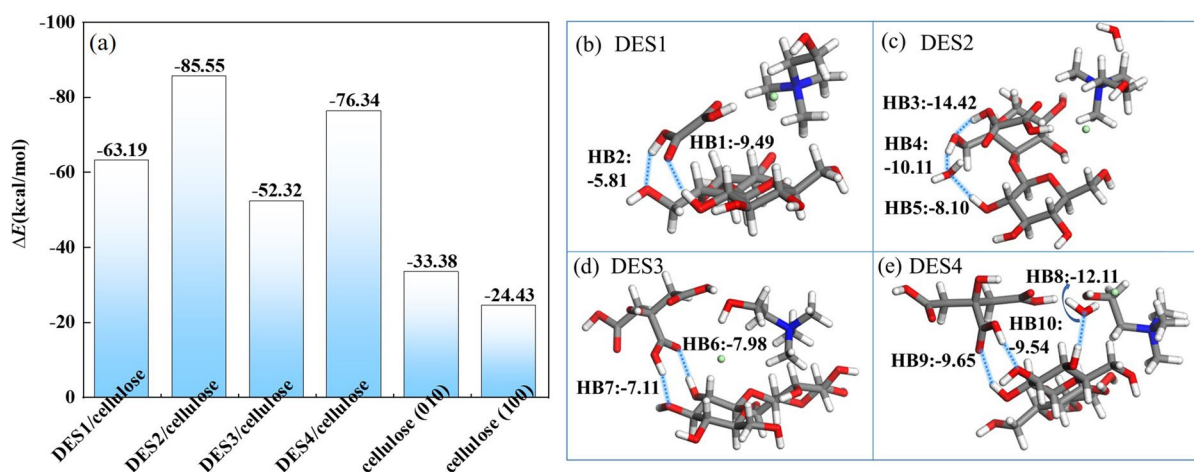 (a)
ΔE(kcal/mol)
-100
-80
-60
-40
-20
0
-63.19
-85.55
-52.32
-76.34
-33.38
-24.43
DES1/cellulose
DES2/cellulose
DES3/cellulose
DES4/cellulose
cellulose (010)
cellulose (100)
(b) DES1
HB1:-9.49
HB2:
-5.81
(c) DES2
HB3:-14.42
HB4:
-10.11
HB5:-8.10
(d) DES3
HB6:-7.98
HB7:-7.11
(e) DES4
HB8:-12.11
HB10:
-9.54
HB9:-9.65